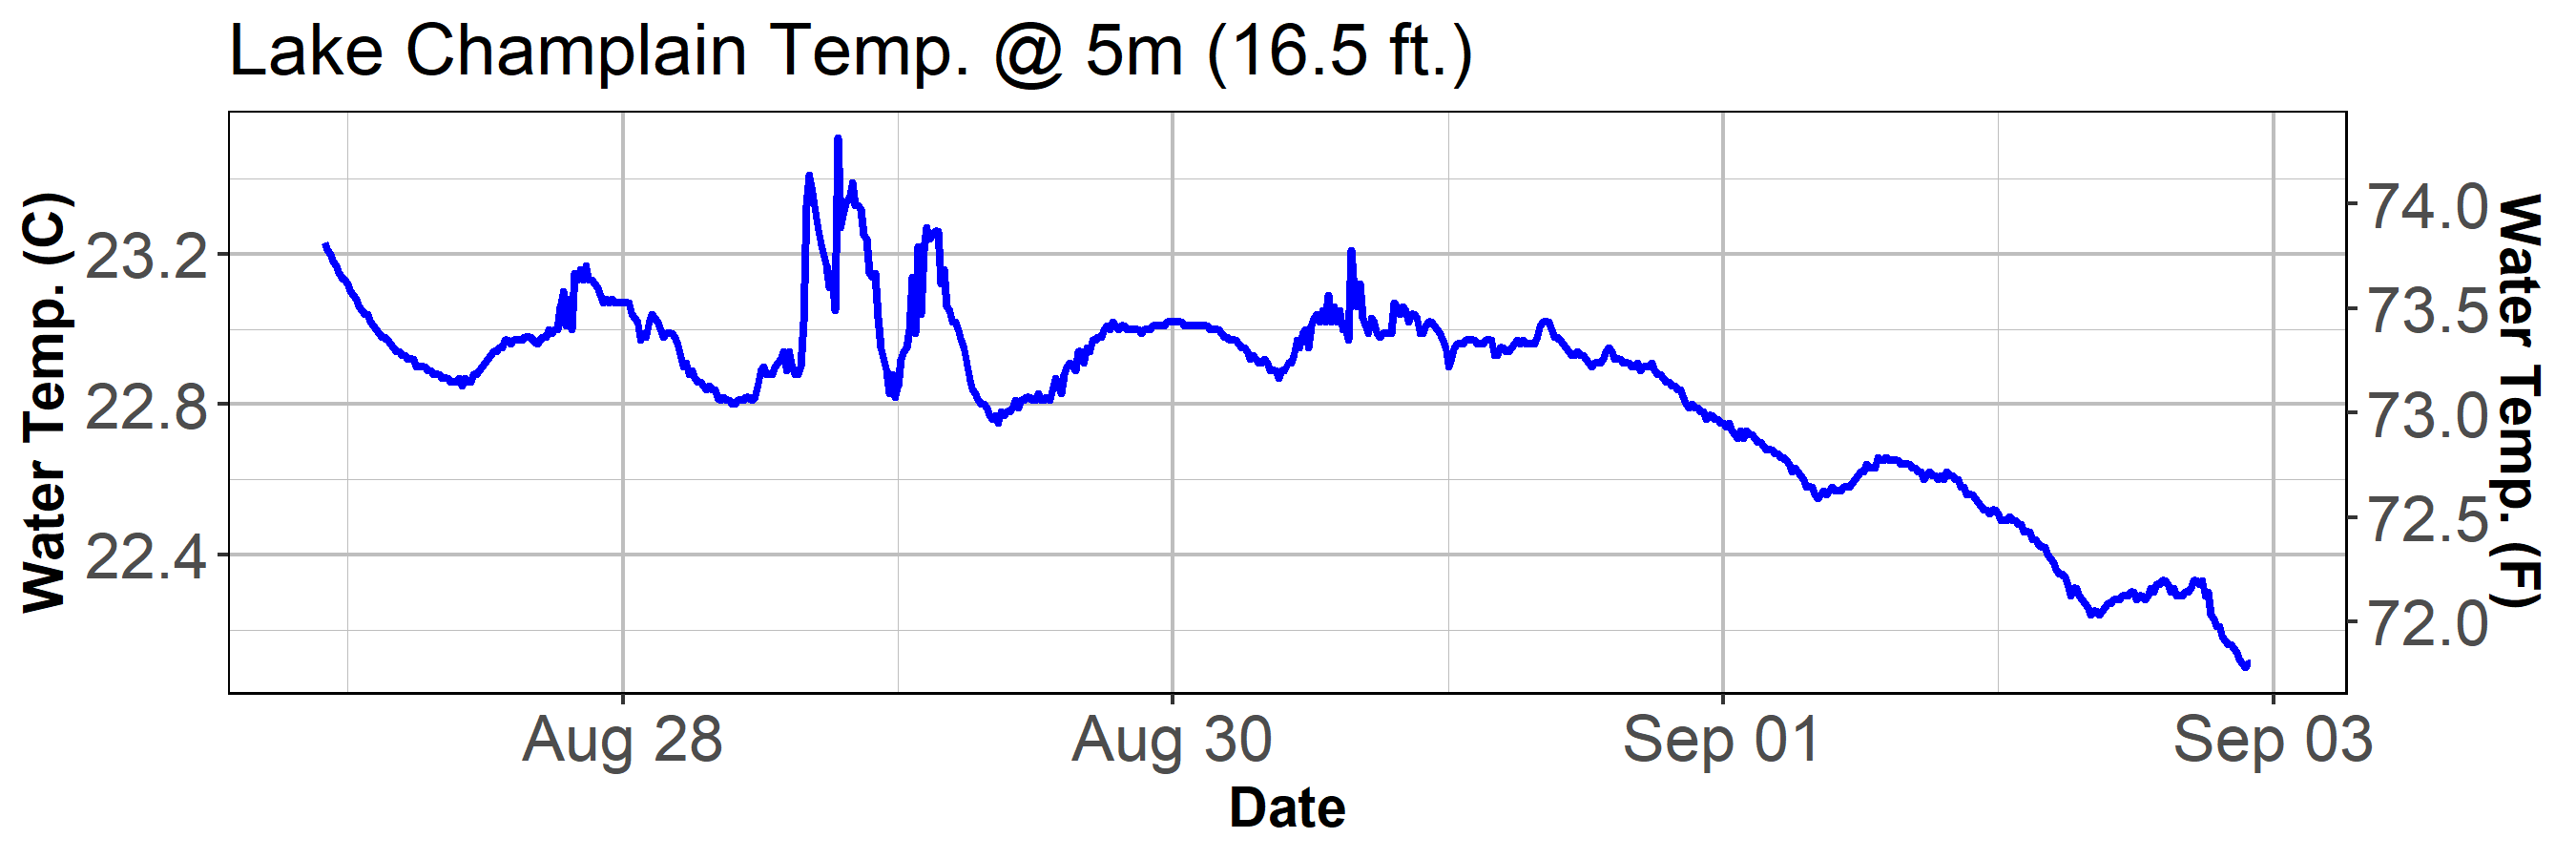 Lake Champlain Temp. @ 5m (16.5 ft.)
Water Temp. (C)
23.2
22.8
22.4
74.0
73.5
73.0
72.5
72.0
Water Temp. (F)
Aug 28
Aug 30
Sep 01
Sep 03
Date